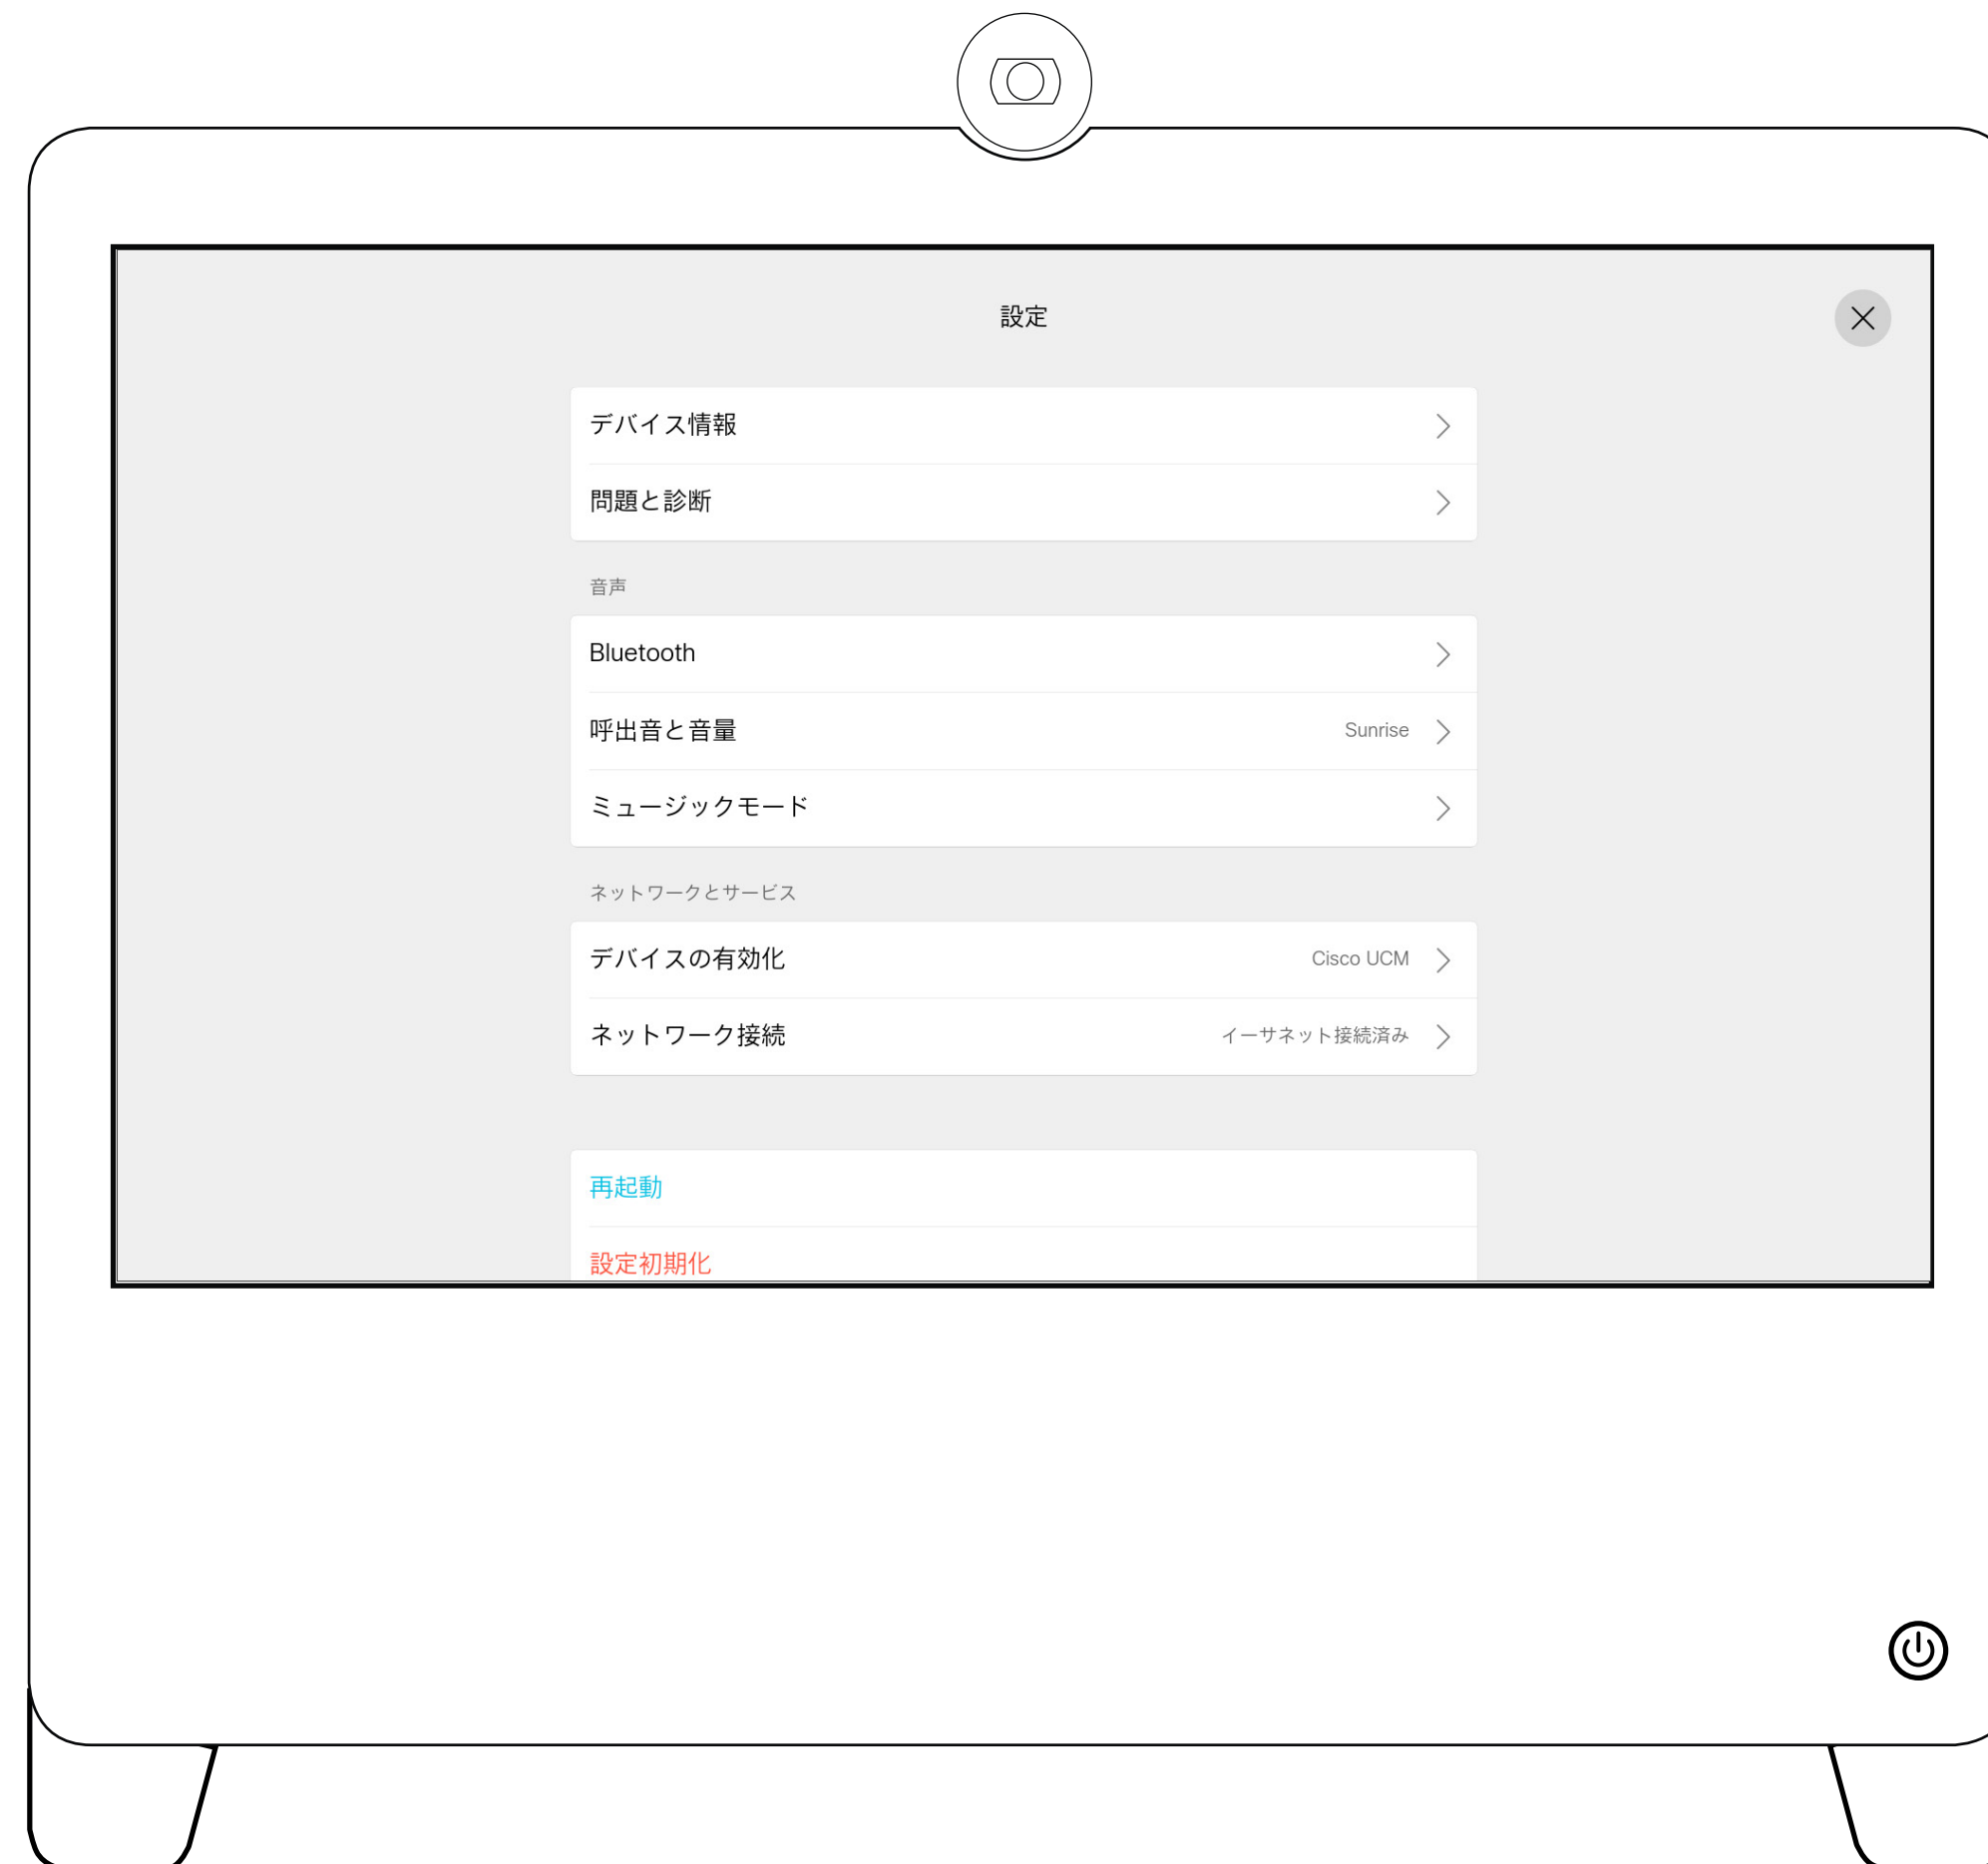 設定
デバイス情報
問題と診断
音声
Bluetooth
呼出音と音量 Sunrise
ミュージックモード
ネットワークとサービス
デバイスの有効化 Cisco UCM
ネットワーク接続 イーサネット接続済み
再起動
設定初期化